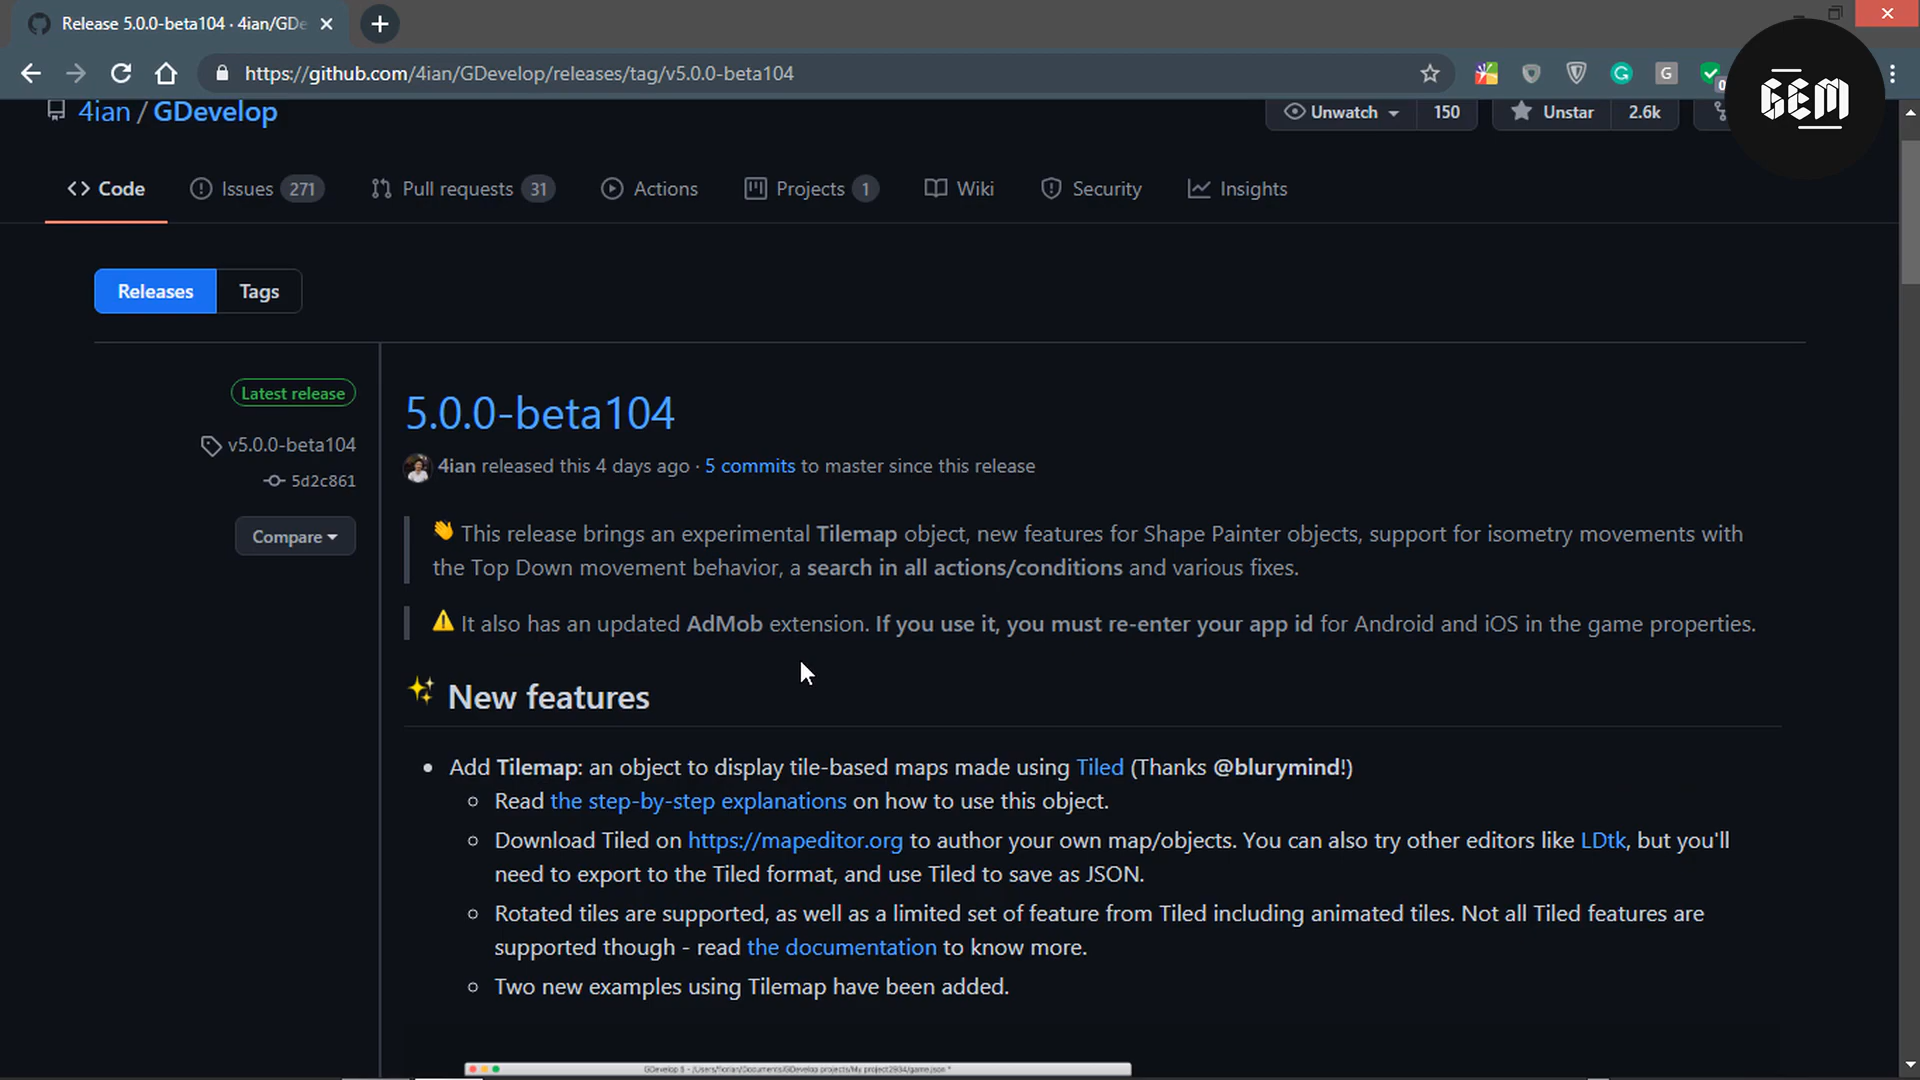 Release 5.0.0-beta104 · 4ian/GDe
https://github.com/4ian/GDevelop/releases/tag/v5.0.0-beta104
GEM
4ian / GDevelop
Unwatch 150 Unstar 2.6k
Code Issues 271 Pull requests 31 Actions Projects 1 Wiki Security Insights
Releases Tags
Latest release
v5.0.0-beta104
5d2c861
Compare
5.0.0-beta104
4ian released this 4 days ago · 5 commits to master since this release
👋 This release brings an experimental Tilemap object, new features for Shape Painter objects, support for isometry movements with
the Top Down movement behavior, a search in all actions/conditions and various fixes.
⚠️ It also has an updated AdMob extension. If you use it, you must re-enter your app id for Android and iOS in the game properties.
✨ New features
• Add Tilemap: an object to display tile-based maps made using Tiled (Thanks @blurymind!)
○ Read the step-by-step explanations on how to use this object.
○ Download Tiled on https://mapeditor.org to author your own map/objects. You can also try other editors like LDtk, but you'll
need to export to the Tiled format, and use Tiled to save as JSON.
○ Rotated tiles are supported, as well as a limited set of feature from Tiled including animated tiles. Not all Tiled features are
supported though - read the documentation to know more.
○ Two new examples using Tilemap have been added.
GDevelop 5 - /Users/florian/Documents/GDevelop projects/My project2934/game.json *